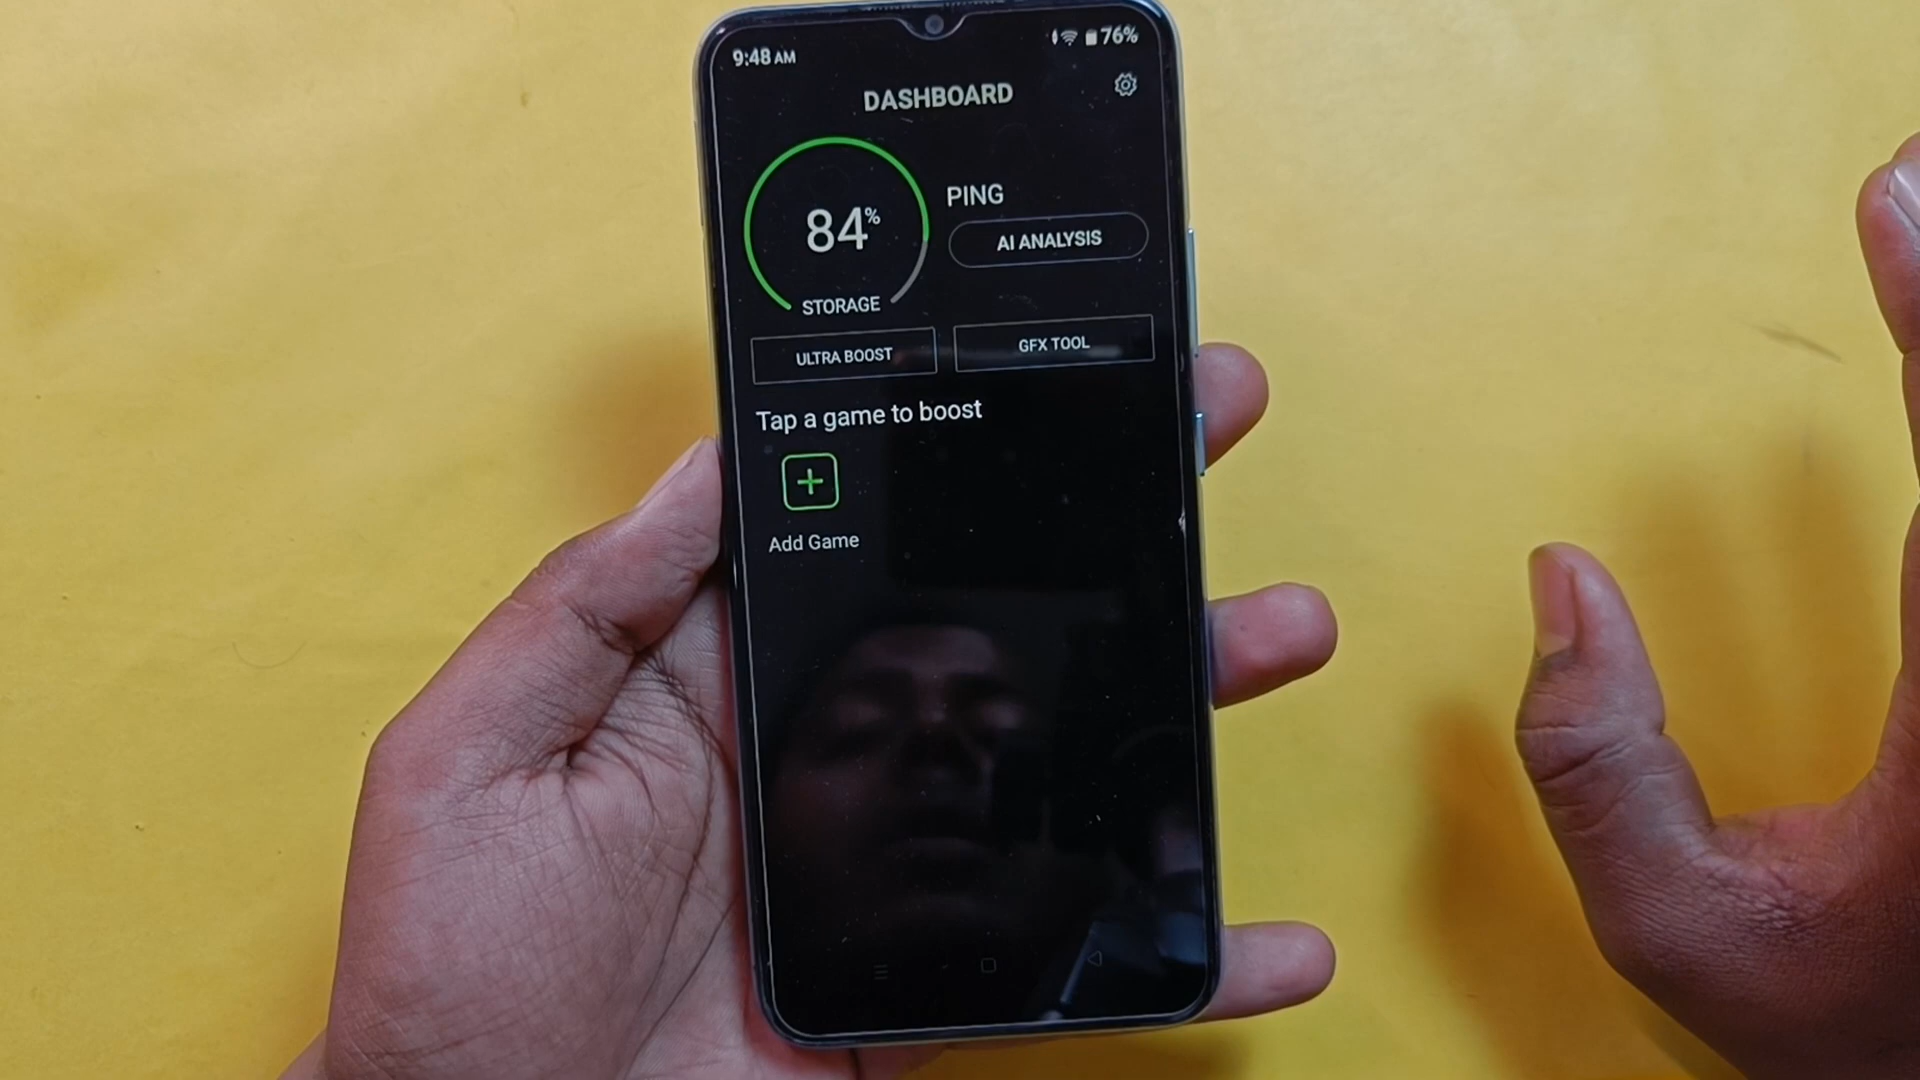 9:48 AM
76%
DASHBOARD
84%
STORAGE
PING
AI ANALYSIS
ULTRA BOOST
GFX TOOL
Tap a game to boost
Add Game